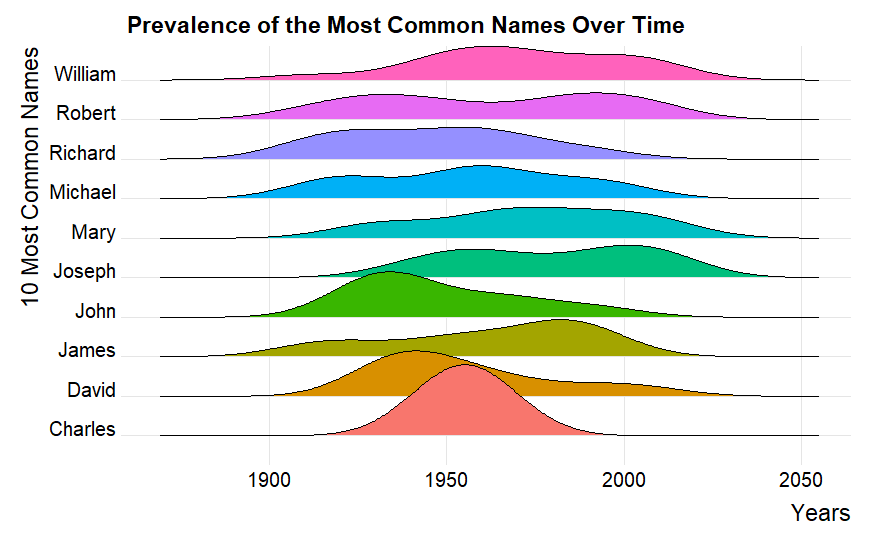 Prevalence of the Most Common Names Over Time
10 Most Common Names
William
Robert
Richard
Michael
Mary
Joseph
John
James
David
Charles
1900 1950 2000 2050
Years